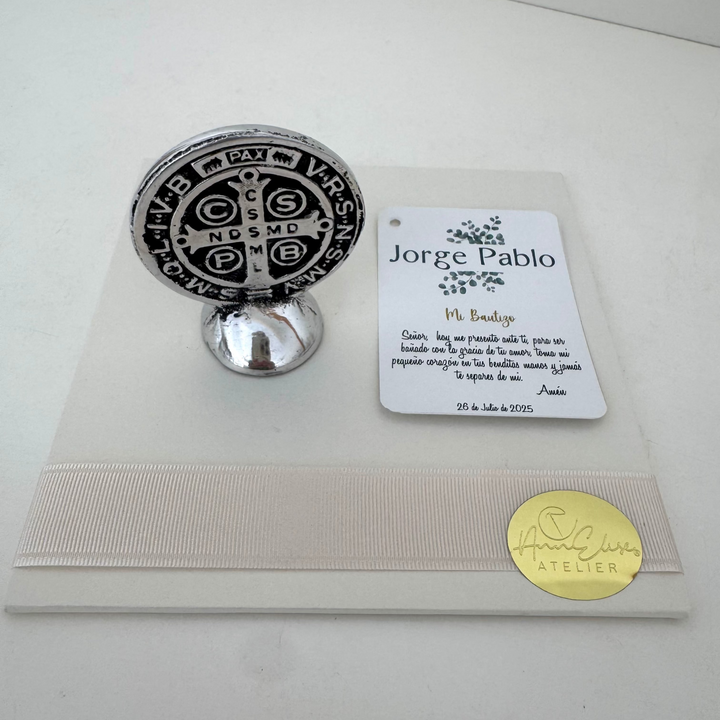 PAX
V·R·S·N·S·M·V
S·M·Q·L·I·V·B
C S
P B
C
S
S
M
L
NDSMD
Jorge Pablo
Mi Bautizo
Señor, hoy me presento ante ti, para ser
bañado con la gracia de tu amor, toma mi
pequeño corazón en tus benditas manos y jamás
te separes de mi.
Amén
26 de Julio de 2025
ATELIER